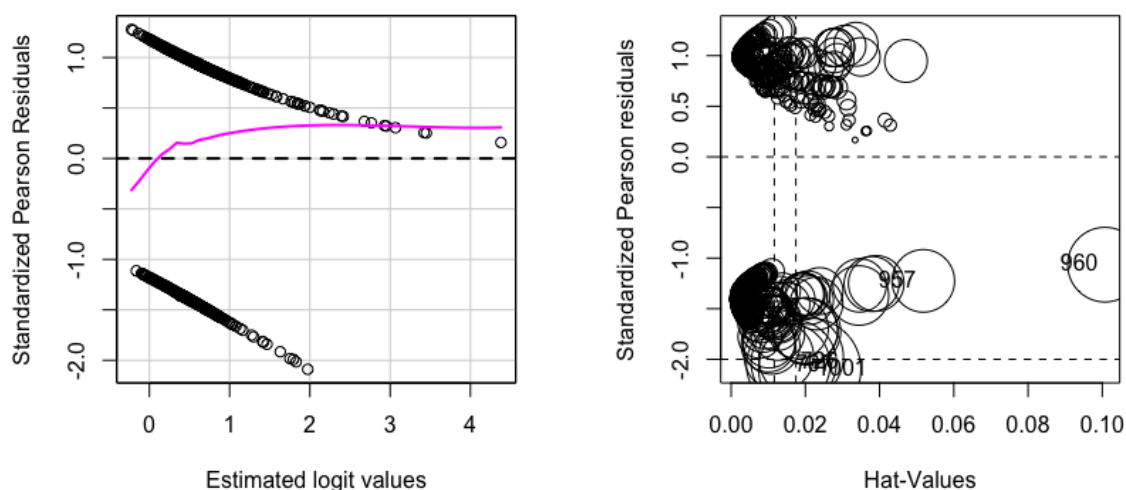 Standardized Pearson Residuals
1.0
0.0
-1.0
-2.0
0 1 2 3 4
Estimated logit values
Standardized Pearson residuals
1.0
0.5
0.0
-1.0
-2.0
960
957
1001
0.00 0.02 0.04 0.06 0.08 0.10
Hat-Values